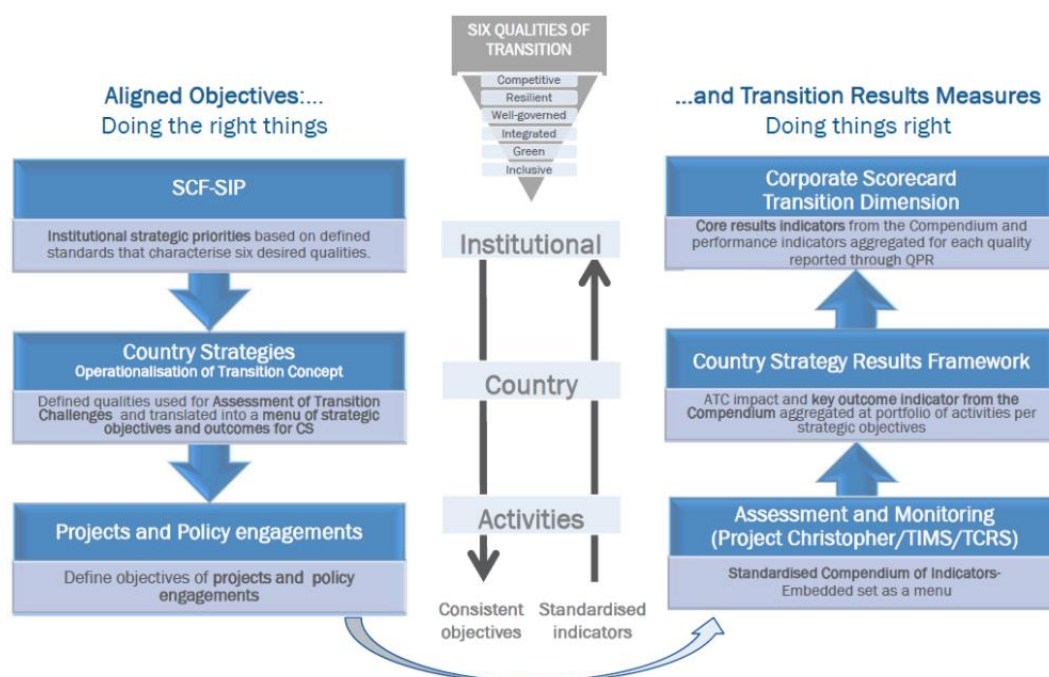 SIX QUALITIES OF
TRANSITION
Competitive
Resilient
Well-governed
Integrated
Green
Inclusive
Aligned Objectives:...
Doing the right things
SCF-SIP
Institutional strategic priorities based on defined
standards that characterise six desired qualities.
Country Strategies
Operationalisation of Transition Concept
Defined qualities used for Assessment of Transition
Challenges and translated into a menu of strategic
objectives and outcomes for CS
Projects and Policy engagements
Define objectives of projects and policy
engagements
Institutional
Country
Activities
Consistent
objectives
Standardised
indicators
...and Transition Results Measures
Doing things right
Corporate Scorecard
Transition Dimension
Core results indicators from the Compendium and
performance indicators aggregated for each quality
reported through QPR
Country Strategy Results Framework
ATC impact and key outcome indicator from the
Compendium aggregated at portfolio of activities per
strategic objectives
Assessment and Monitoring
(Project Christopher/TIMS/TCRS)
Standardised Compendium of Indicators-
Embedded set as a menu